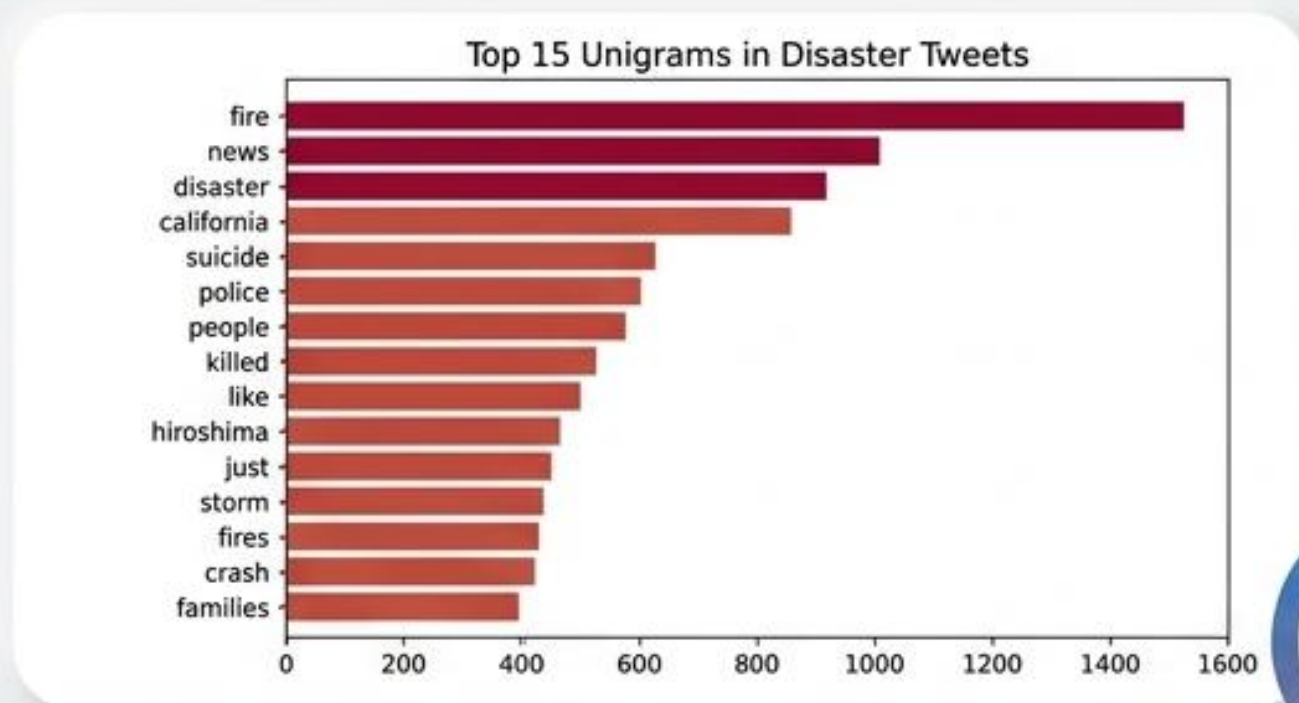 Top 15 Unigrams in Disaster Tweets
fire
news
disaster
california
suicide
police
people
killed
like
hiroshima
just
storm
fires
crash
families
0 200 400 600 800 1000 1200 1400 1600